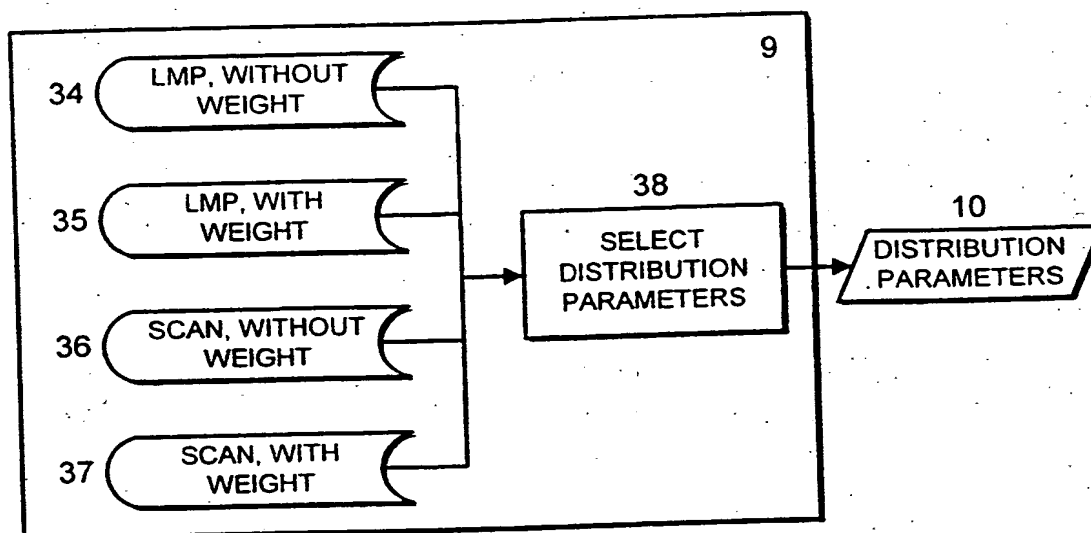 9
34
LMP, WITHOUT
WEIGHT
35
LMP, WITH
WEIGHT
36
SCAN, WITHOUT
WEIGHT
37
SCAN, WITH
WEIGHT
38
SELECT
DISTRIBUTION
PARAMETERS
10
DISTRIBUTION
PARAMETERS